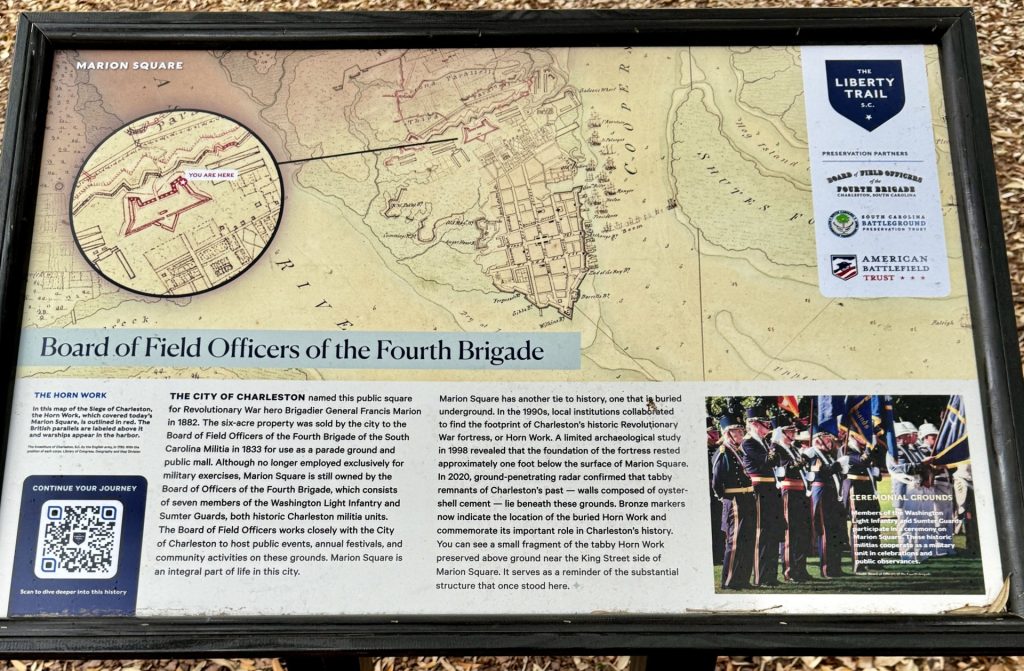 MARION SQUARE
YOU ARE HERE
COOPER
RIVE
Hog Island
SHUTES FO
THE
LIBERTY
TRAIL
S.C.
PRESERVATION PARTNERS
BOARD of FIELD OFFICERS
of the
FOURTH BRIGADE
CHARLESTON, SOUTH CAROLINA
SOUTH CAROLINA
BATTLEGROUND
PRESERVATION TRUST
AMERICAN
BATTLEFIELD
TRUST
Board of Field Officers of the Fourth Brigade
THE HORN WORK
In this map of the Siege of Charleston,
the Horn Work, which covered today's
Marion Square, is outlined in red. The
British parallels are labeled above it
and warships appear in the harbor.
CONTINUE YOUR JOURNEY
Scan to dive deeper into this history
THE CITY OF CHARLESTON named this public square
for Revolutionary War hero Brigadier General Francis Marion
in 1882. The six-acre property was sold by the city to the
Board of Field Officers of the Fourth Brigade of the South
Carolina Militia in 1833 for use as a parade ground and
public mall. Although no longer employed exclusively for
military exercises, Marion Square is still owned by the
Board of Officers of the Fourth Brigade, which consists
of seven members of the Washington Light Infantry and
Sumter Guards, both historic Charleston militia units.
The Board of Field Officers works closely with the City
of Charleston to host public events, annual festivals, and
community activities on these grounds. Marion Square is
an integral part of life in this city.
Marion Square has another tie to history, one that is buried
underground. In the 1990s, local institutions collaborated
to find the footprint of Charleston's historic Revolutionary
War fortress, or Horn Work. A limited archaeological study
in 1998 revealed that the foundation of the fortress rested
approximately one foot below the surface of Marion Square.
In 2020, ground-penetrating radar confirmed that tabby
remnants of Charleston's past — walls composed of oyster-
shell cement — lie beneath these grounds. Bronze markers
now indicate the location of the buried Horn Work and
commemorate its important role in Charleston's history.
You can see a small fragment of the tabby Horn Work
preserved above ground near the King Street side of
Marion Square. It serves as a reminder of the substantial
structure that once stood here.
CEREMONIAL GROUNDS
Members of the Washington
Light Infantry and Sumter Guards
participate in a ceremony on
Marion Square. These historic
militias cooperate as a military
unit in celebrations and
public observances.